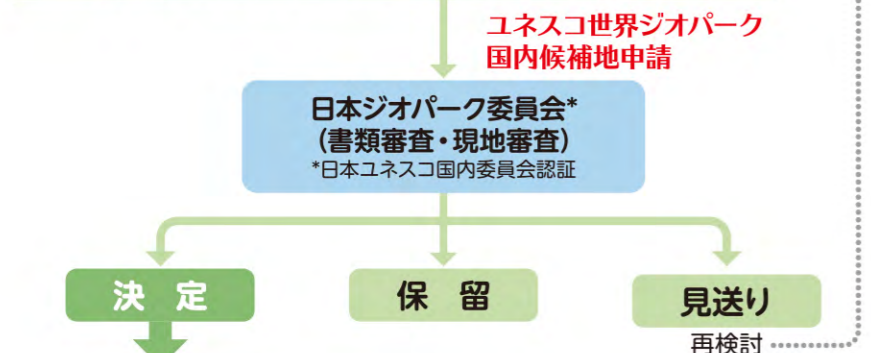 ユネスコ世界ジオパーク
国内候補地申請
日本ジオパーク委員会*
(書類審査・現地審査)
*日本ユネスコ国内委員会認証
決 定
保 留
見送り
再検討